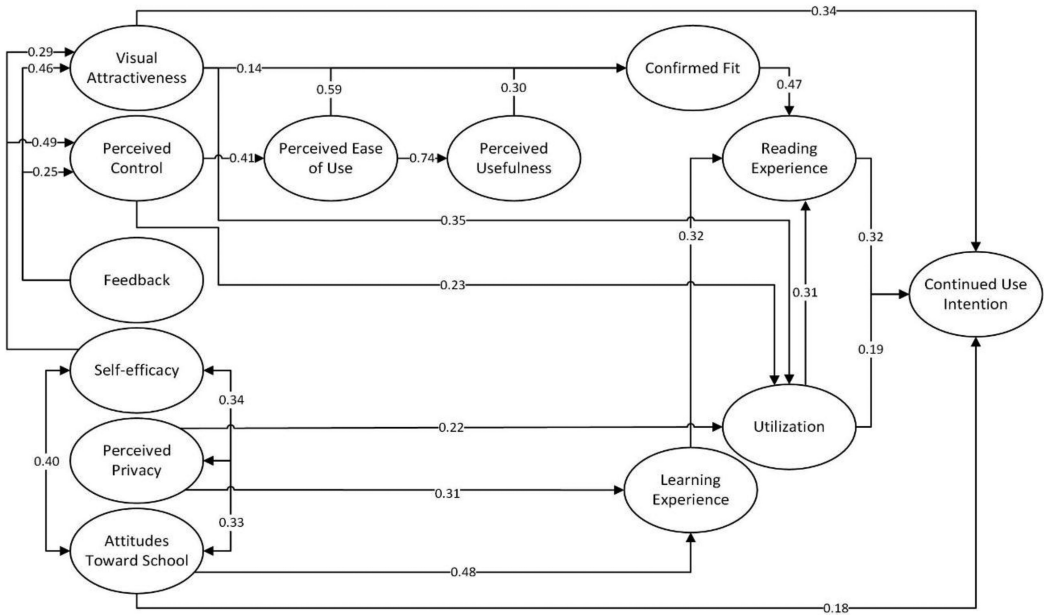 0.34
0.29
0.46
Visual
Attractiveness
0.14
Confirmed Fit
0.59
0.30
0.47
0.49
0.25
Perceived
Control
0.41
Perceived Ease
of Use
0.74
Perceived
Usefulness
Reading
Experience
0.35
0.32
0.32
Feedback
0.23
0.31
Continued Use
Intention
0.19
Self-efficacy
0.34
0.22
Utilization
0.40
Perceived
Privacy
0.31
Learning
Experience
0.33
Attitudes
Toward School
0.48
0.18